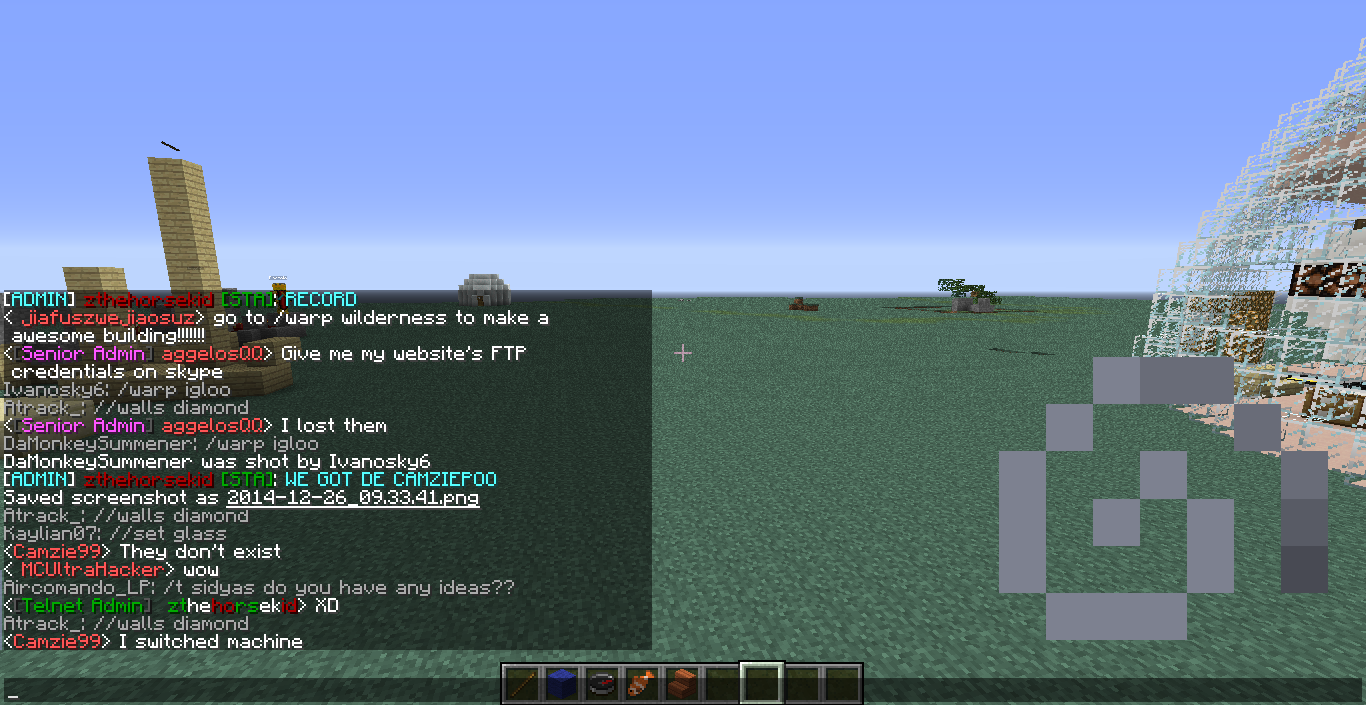 [ADMIN] zthehorsekid [STA]: RECORD
< jiafuszwejiaosuz> go to /warp wilderness to make a
awesome building!!!!!!!
<[Senior Admin] aggelosQQ> Give me my website's FTP
credentials on skype
Ivanosky6: /warp igloo
Atrack_: //walls diamond
<[Senior Admin] aggelosQQ> I lost them
DaMonkeySummener: /warp igloo
DaMonkeySummener was shot by Ivanosky6
[ADMIN] zthehorsekid [STA]: WE GOT DE CAMZIEPOO
Saved screenshot as 2014-12-26_09.33.41.png
Atrack_: //walls diamond
Kaylian07: //set glass
<Camzie99> They don't exist
< MCUltraHacker> wow
Aircomando_LP: /t sidyas do you have any ideas??
<[Telnet Admin] zthehorsekid> XD
Atrack_: //walls diamond
<Camzie99> I switched machine
_